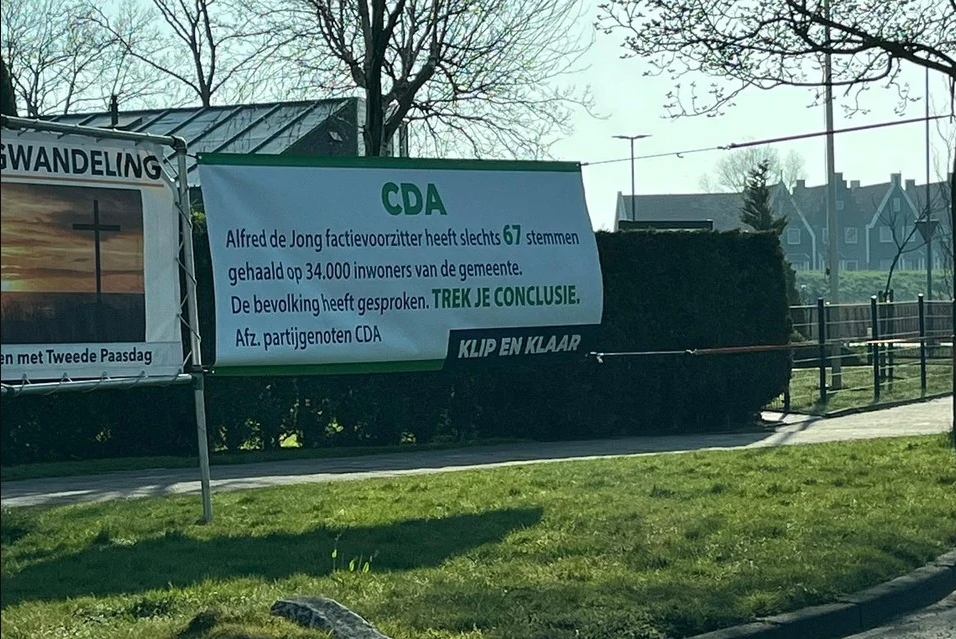 GWANDELING
en met Tweede Paasdag
CDA
Alfred de Jong factievoorzitter heeft slechts 67 stemmen
gehaald op 34.000 inwoners van de gemeente.
De bevolking heeft gesproken. TREK JE CONCLUSIE.
Afz. partijgenoten CDA
KLIP EN KLAAR